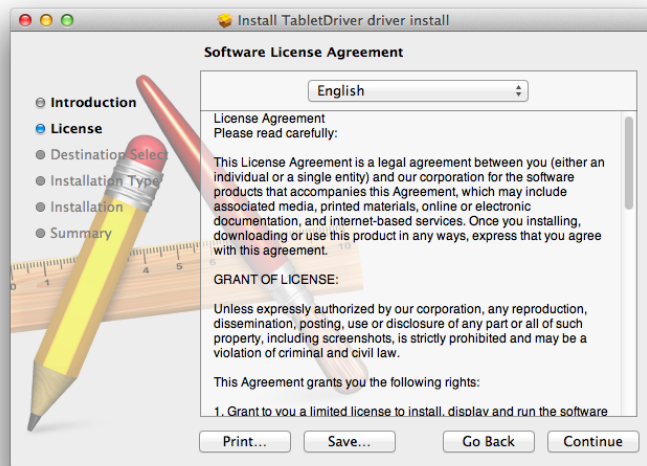 Install TabletDriver driver install
Software License Agreement
Introduction
License
Destination Select
Installation Type
Installation
Summary
English
License Agreement
Please read carefully:
This License Agreement is a legal agreement between you (either an
individual or a single entity) and our corporation for the software
products that accompanies this Agreement, which may include
associated media, printed materials, online or electronic
documentation, and internet-based services. Once you installing,
downloading or use this product in any ways, express that you agree
with this agreement.
GRANT OF LICENSE:
Unless expressly authorized by our corporation, any reproduction,
dissemination, posting, use or disclosure of any part or all of such
property, including screenshots, is strictly prohibited and may be a
violation of criminal and civil law.
This Agreement grants you the following rights:
1. Grant to you a limited license to install, display and run the software
0 1 4 5 10
Print...
Save...
Go Back
Continue